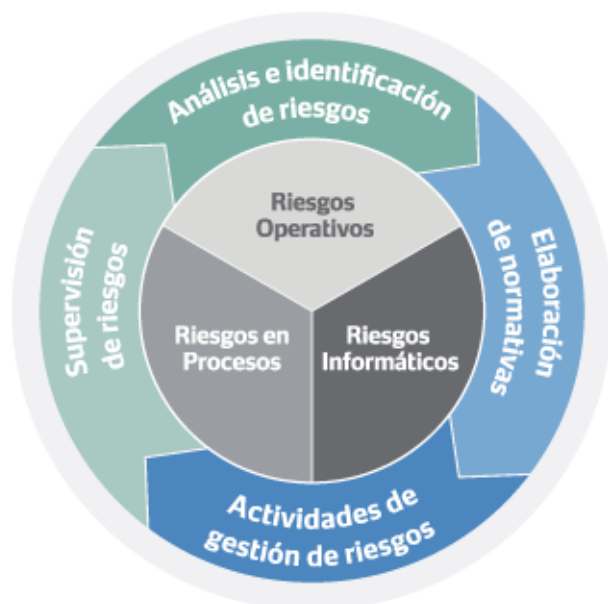 Análisis e identificación
de riesgos
Elaboración
de normativas
Actividades de
gestión de riesgos
Supervisión
de riesgos
Riesgos
Operativos
Riesgos en
Procesos
Riesgos
Informáticos